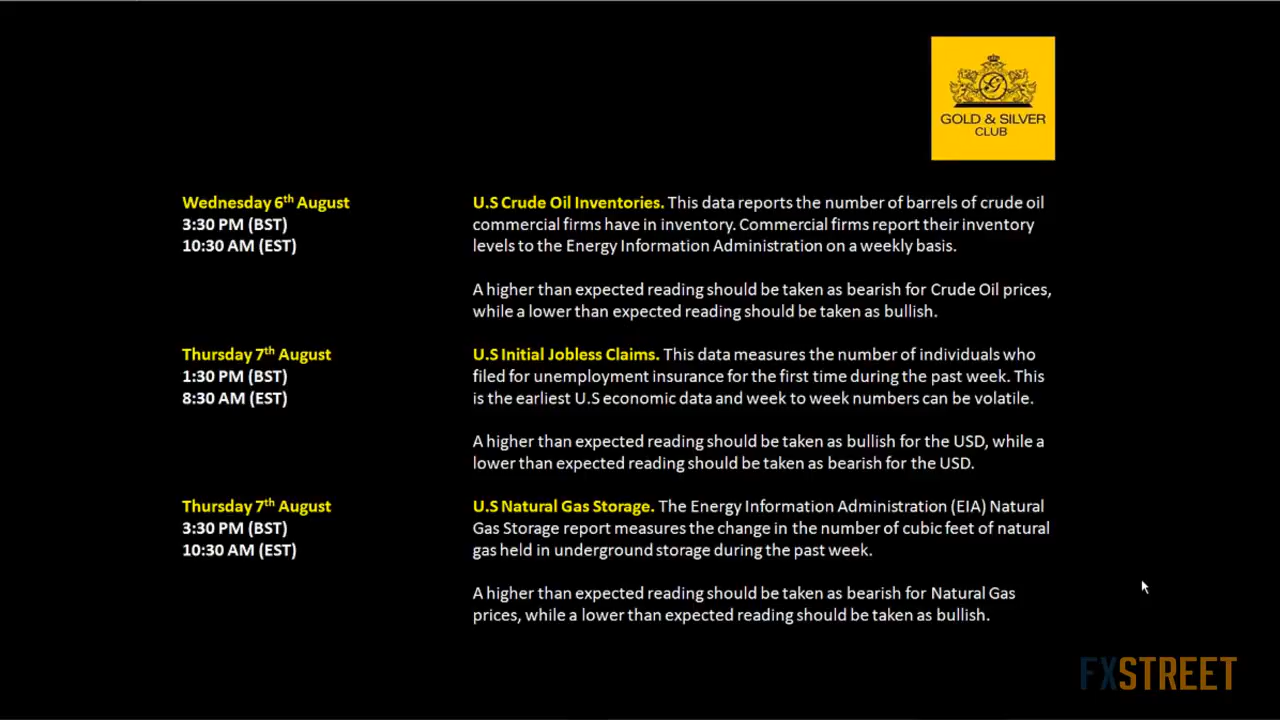 GOLD & SILVER
CLUB
Wednesday 6th August
3:30 PM (BST)
10:30 AM (EST)
U.S Crude Oil Inventories. This data reports the number of barrels of crude oil
commercial firms have in inventory. Commercial firms report their inventory
levels to the Energy Information Administration on a weekly basis.
A higher than expected reading should be taken as bearish for Crude Oil prices,
while a lower than expected reading should be taken as bullish.
Thursday 7th August
1:30 PM (BST)
8:30 AM (EST)
U.S Initial Jobless Claims. This data measures the number of individuals who
filed for unemployment insurance for the first time during the past week. This
is the earliest U.S economic data and week to week numbers can be volatile.
A higher than expected reading should be taken as bullish for the USD, while a
lower than expected reading should be taken as bearish for the USD.
Thursday 7th August
3:30 PM (BST)
10:30 AM (EST)
U.S Natural Gas Storage. The Energy Information Administration (EIA) Natural
Gas Storage report measures the change in the number of cubic feet of natural
gas held in underground storage during the past week.
A higher than expected reading should be taken as bearish for Natural Gas
prices, while a lower than expected reading should be taken as bullish.
FXSTREET